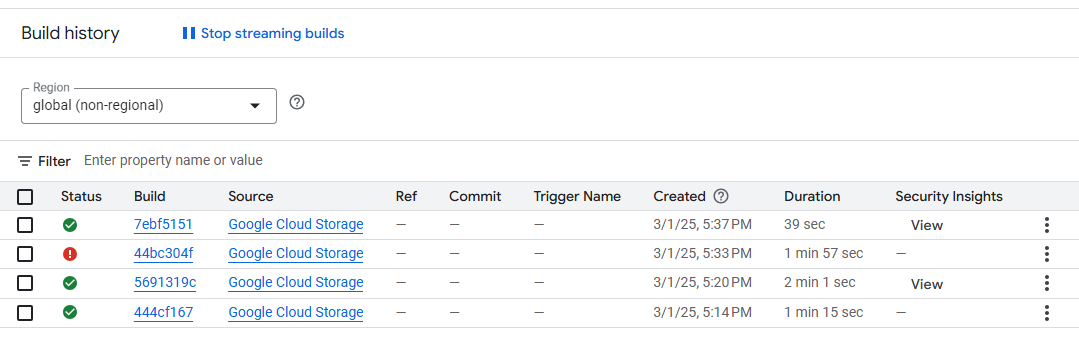 Build history Stop streaming builds
Region
global (non-regional)
Filter Enter property name or value
Status Build Source Ref Commit Trigger Name Created Duration Security Insights
7ebf5151 Google Cloud Storage — — — 3/1/25, 5:37 PM 39 sec View
44bc304f Google Cloud Storage — — — 3/1/25, 5:33 PM 1 min 57 sec —
5691319c Google Cloud Storage — — — 3/1/25, 5:20 PM 2 min 1 sec View
444cf167 Google Cloud Storage — — — 3/1/25, 5:14 PM 1 min 15 sec —